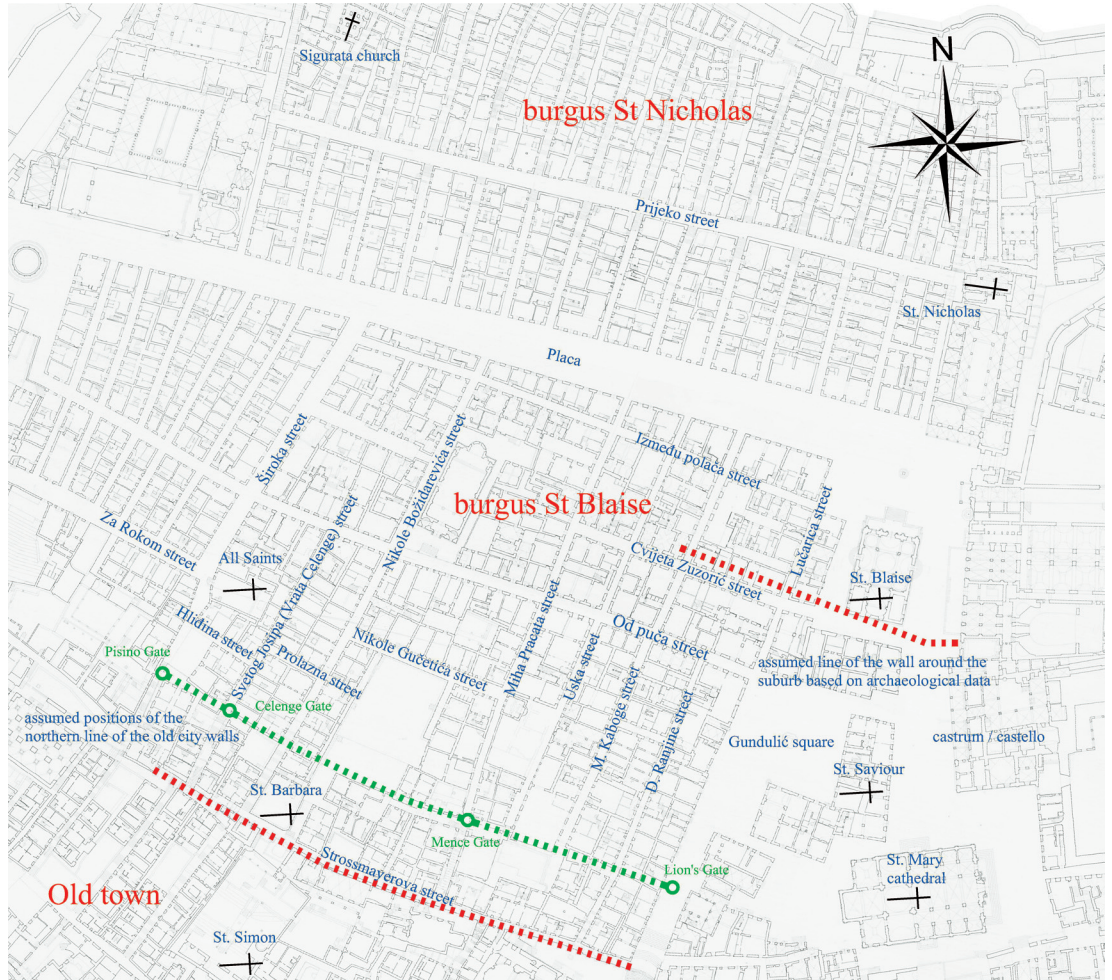 N
Sigurata church
burgus St Nicholas
Prijeko street
St. Nicholas
Placa
Široka street
Nikole Božidarevića street
Između polača street
burgus St Blaise
Lučarica street
Za Rokom street
All Saints
Svetog Josipa (Vrata Celenge) street
Cvijeta Zuzorić street
St. Blaise
Hliđina street
Prolazna street
Nikole Gučetića street
Miha Pracata street
Uska street
Od puča street
M. Kaboge street
D. Ranjine street
Pisino Gate
assumed line of the wall around the
suburb based on archaeological data
Celenge Gate
assumed positions of the
northern line of the old city walls
Gundulić square
castrum / castello
St. Saviour
St. Barbara
Mence Gate
Strossmayerova street
Lion's Gate
St. Mary
cathedral
Old town
St. Simon